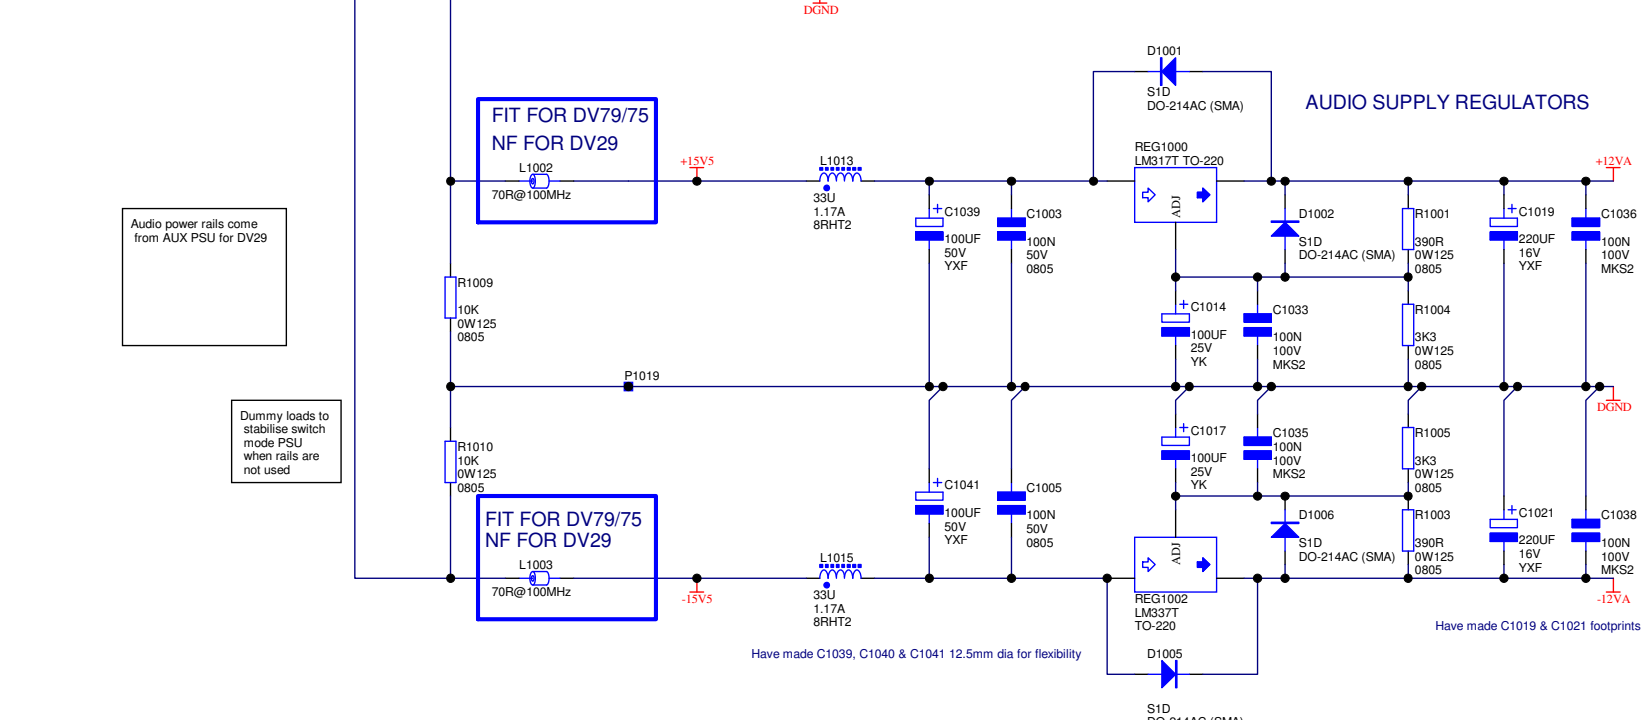 DGND
D1001
S1D
DO-214AC (SMA)
AUDIO SUPPLY REGULATORS
FIT FOR DV79/75
NF FOR DV29
L1002
70R@100MHz
+15V5
L1013
33U
1.17A
8RHT2
REG1000
LM317T TO-220
ADJ
+12VA
Audio power rails come
from AUX PSU for DV29
+
C1039
100UF
50V
YXF
C1003
100N
50V
0805
D1002
S1D
DO-214AC (SMA)
R1001
390R
0W125
0805
+
C1019
220UF
16V
YXF
C1036
100N
100V
MKS2
R1009
10K
0W125
0805
+
C1014
100UF
25V
YK
C1033
100N
100V
MKS2
R1004
3K3
0W125
0805
P1019
DGND
Dummy loads to
stabilise switch
mode PSU
when rails are
not used
R1010
10K
0W125
0805
+
C1017
100UF
25V
YK
C1035
100N
100V
MKS2
R1005
3K3
0W125
0805
+
C1041
100UF
50V
YXF
C1005
100N
50V
0805
D1006
S1D
DO-214AC (SMA)
R1003
390R
0W125
0805
+
C1021
220UF
16V
YXF
C1038
100N
100V
MKS2
FIT FOR DV79/75
NF FOR DV29
L1003
70R@100MHz
-15V5
L1015
33U
1.17A
8RHT2
ADJ
REG1002
LM337T
TO-220
-12VA
Have made C1019 & C1021 footprints
Have made C1039, C1040 & C1041 12.5mm dia for flexibility
D1005
S1D
DO-214AC (SMA)